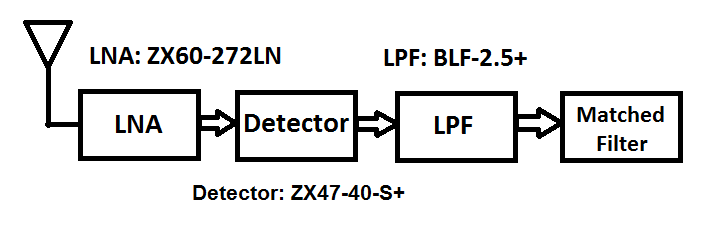 LNA: ZX60-272LN
LPF: BLF-2.5+
LNA
Detector
LPF
Matched
Filter
Detector: ZX47-40-S+